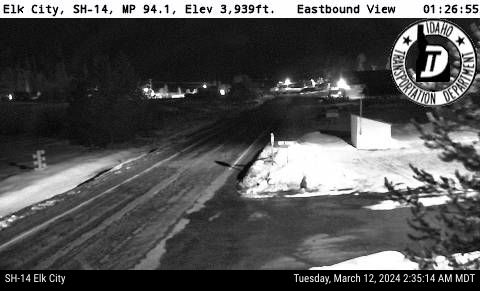 Elk City, SH-14, MP 94.1, Elev 3,939ft. Eastbound View 01:26:55
IDAHO
TRANSPORTATION DEPARTMENT
SH-14 Elk City Tuesday, March 12, 2024 2:35:14 AM MDT